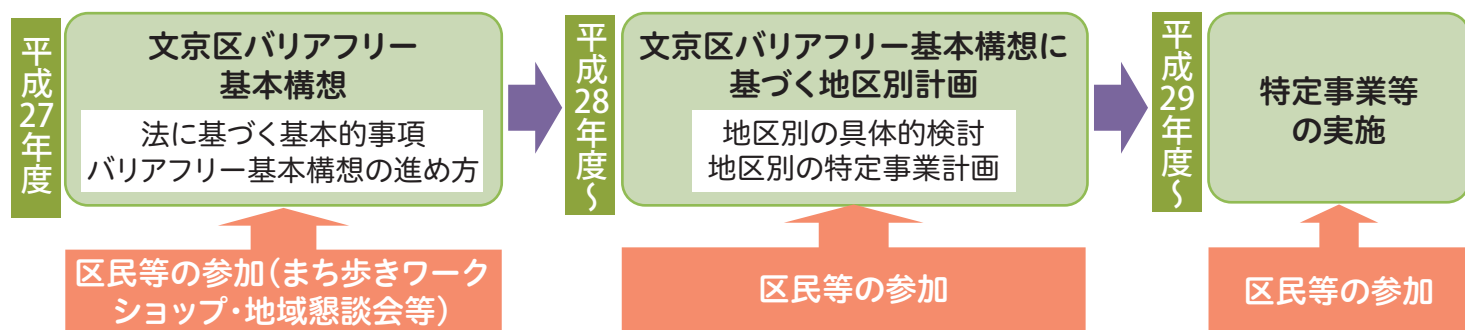 平成27年度
文京区バリアフリー
基本構想
法に基づく基本的事項
バリアフリー基本構想の進め方
区民等の参加(まち歩きワーク
ショップ・地域懇談会等)
平成28年度~
文京区バリアフリー基本構想に
基づく地区別計画
地区別の具体的検討
地区別の特定事業計画
区民等の参加
平成29年度~
特定事業等
の実施
区民等の参加